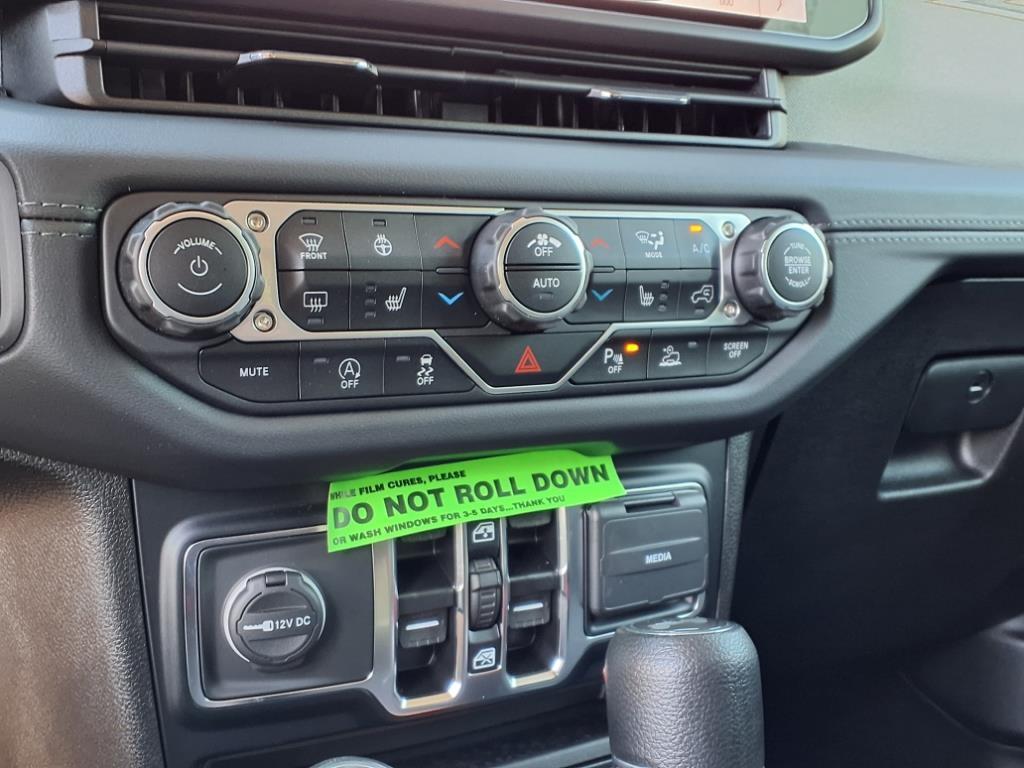 VOLUME
FRONT
OFF
AUTO
MODE
A/C
TUNE
BROWSE
ENTER
SCROLL
MUTE
A
OFF
OFF
P
OFF
SCREEN
OFF
WHILE FILM CURES, PLEASE
DO NOT ROLL DOWN
OR WASH WINDOWS FOR 3-5 DAYS...THANK YOU
12V DC
MEDIA